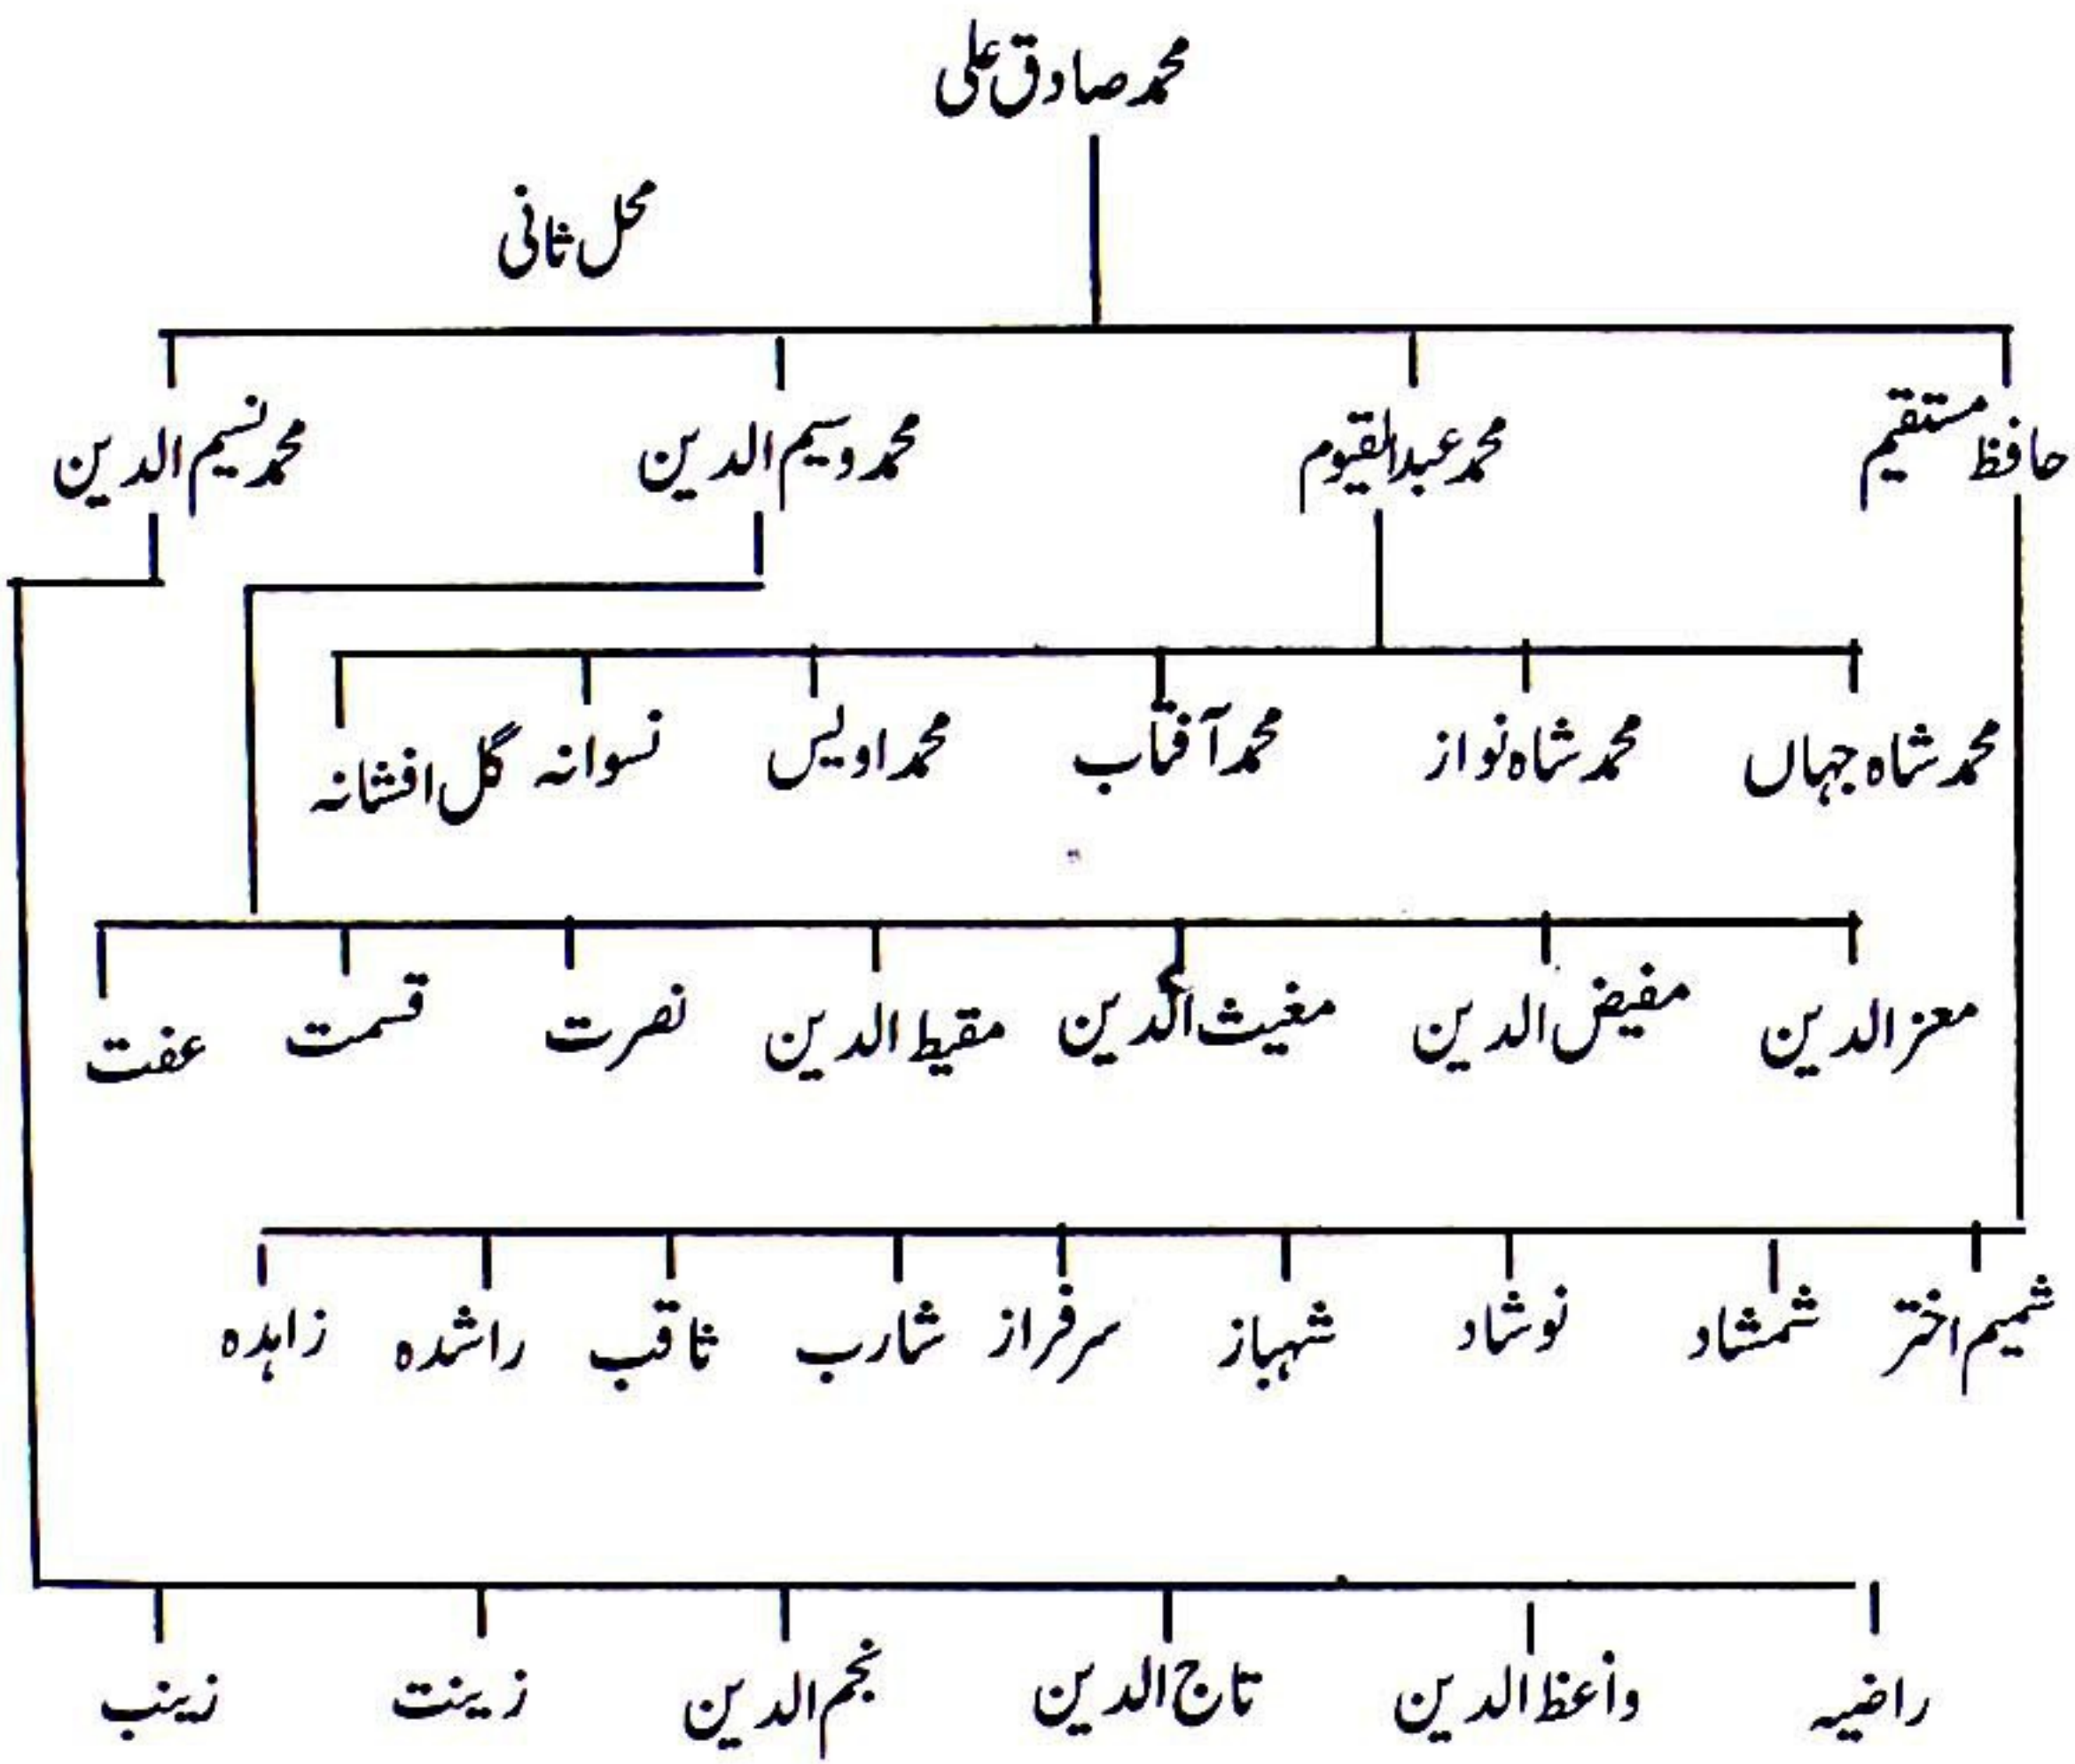 محمد صادق علی
محل ثانی
حافظ مستقیم محمد عبدالقیوم محمد وسیم الدین محمد نسیم الدین
محمد شاہ جہاں محمد شاہ نواز محمد آفتاب محمد اویس نسوانہ گل افشانہ
معز الدین مفیض الدین مغیث الدین مقیط الدین نصرت قسمت عفت
شمیم اختر شمشاد نوشاد شہباز سرفراز شارب ثاقب راشدہ زاہدہ
راضیہ واعظ الدین تاج الدین نجم الدین زینت زینب